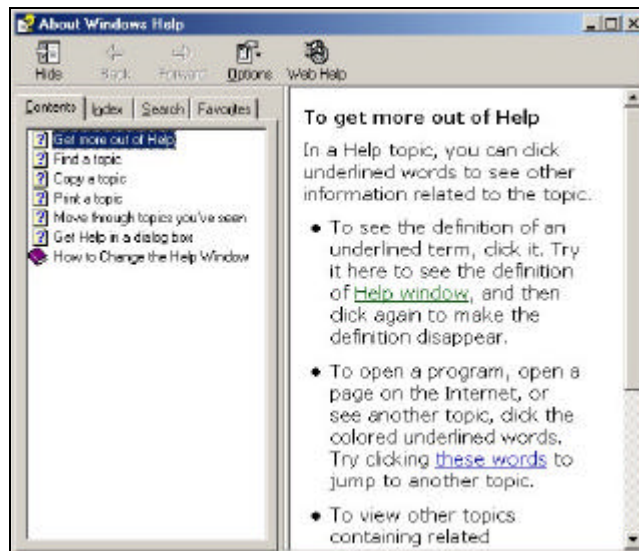 About Windows Help
Hide Back Forward Options Web Help
Contents Index Search Favorites
Get more out of Help
Find a topic
Copy a topic
Print a topic
Move through topics you've seen
Get Help in a dialog box
How to Change the Help Window
To get more out of Help
In a Help topic, you can click
underlined words to see other
information related to the topic.
• To see the definition of an
underlined term, click it. Try
it here to see the definition
of Help window, and then
click again to make the
definition disappear.
• To open a program, open a
page on the Internet, or
see another topic, click the
colored underlined words.
Try clicking these words to
jump to another topic.
• To view other topics
containing related